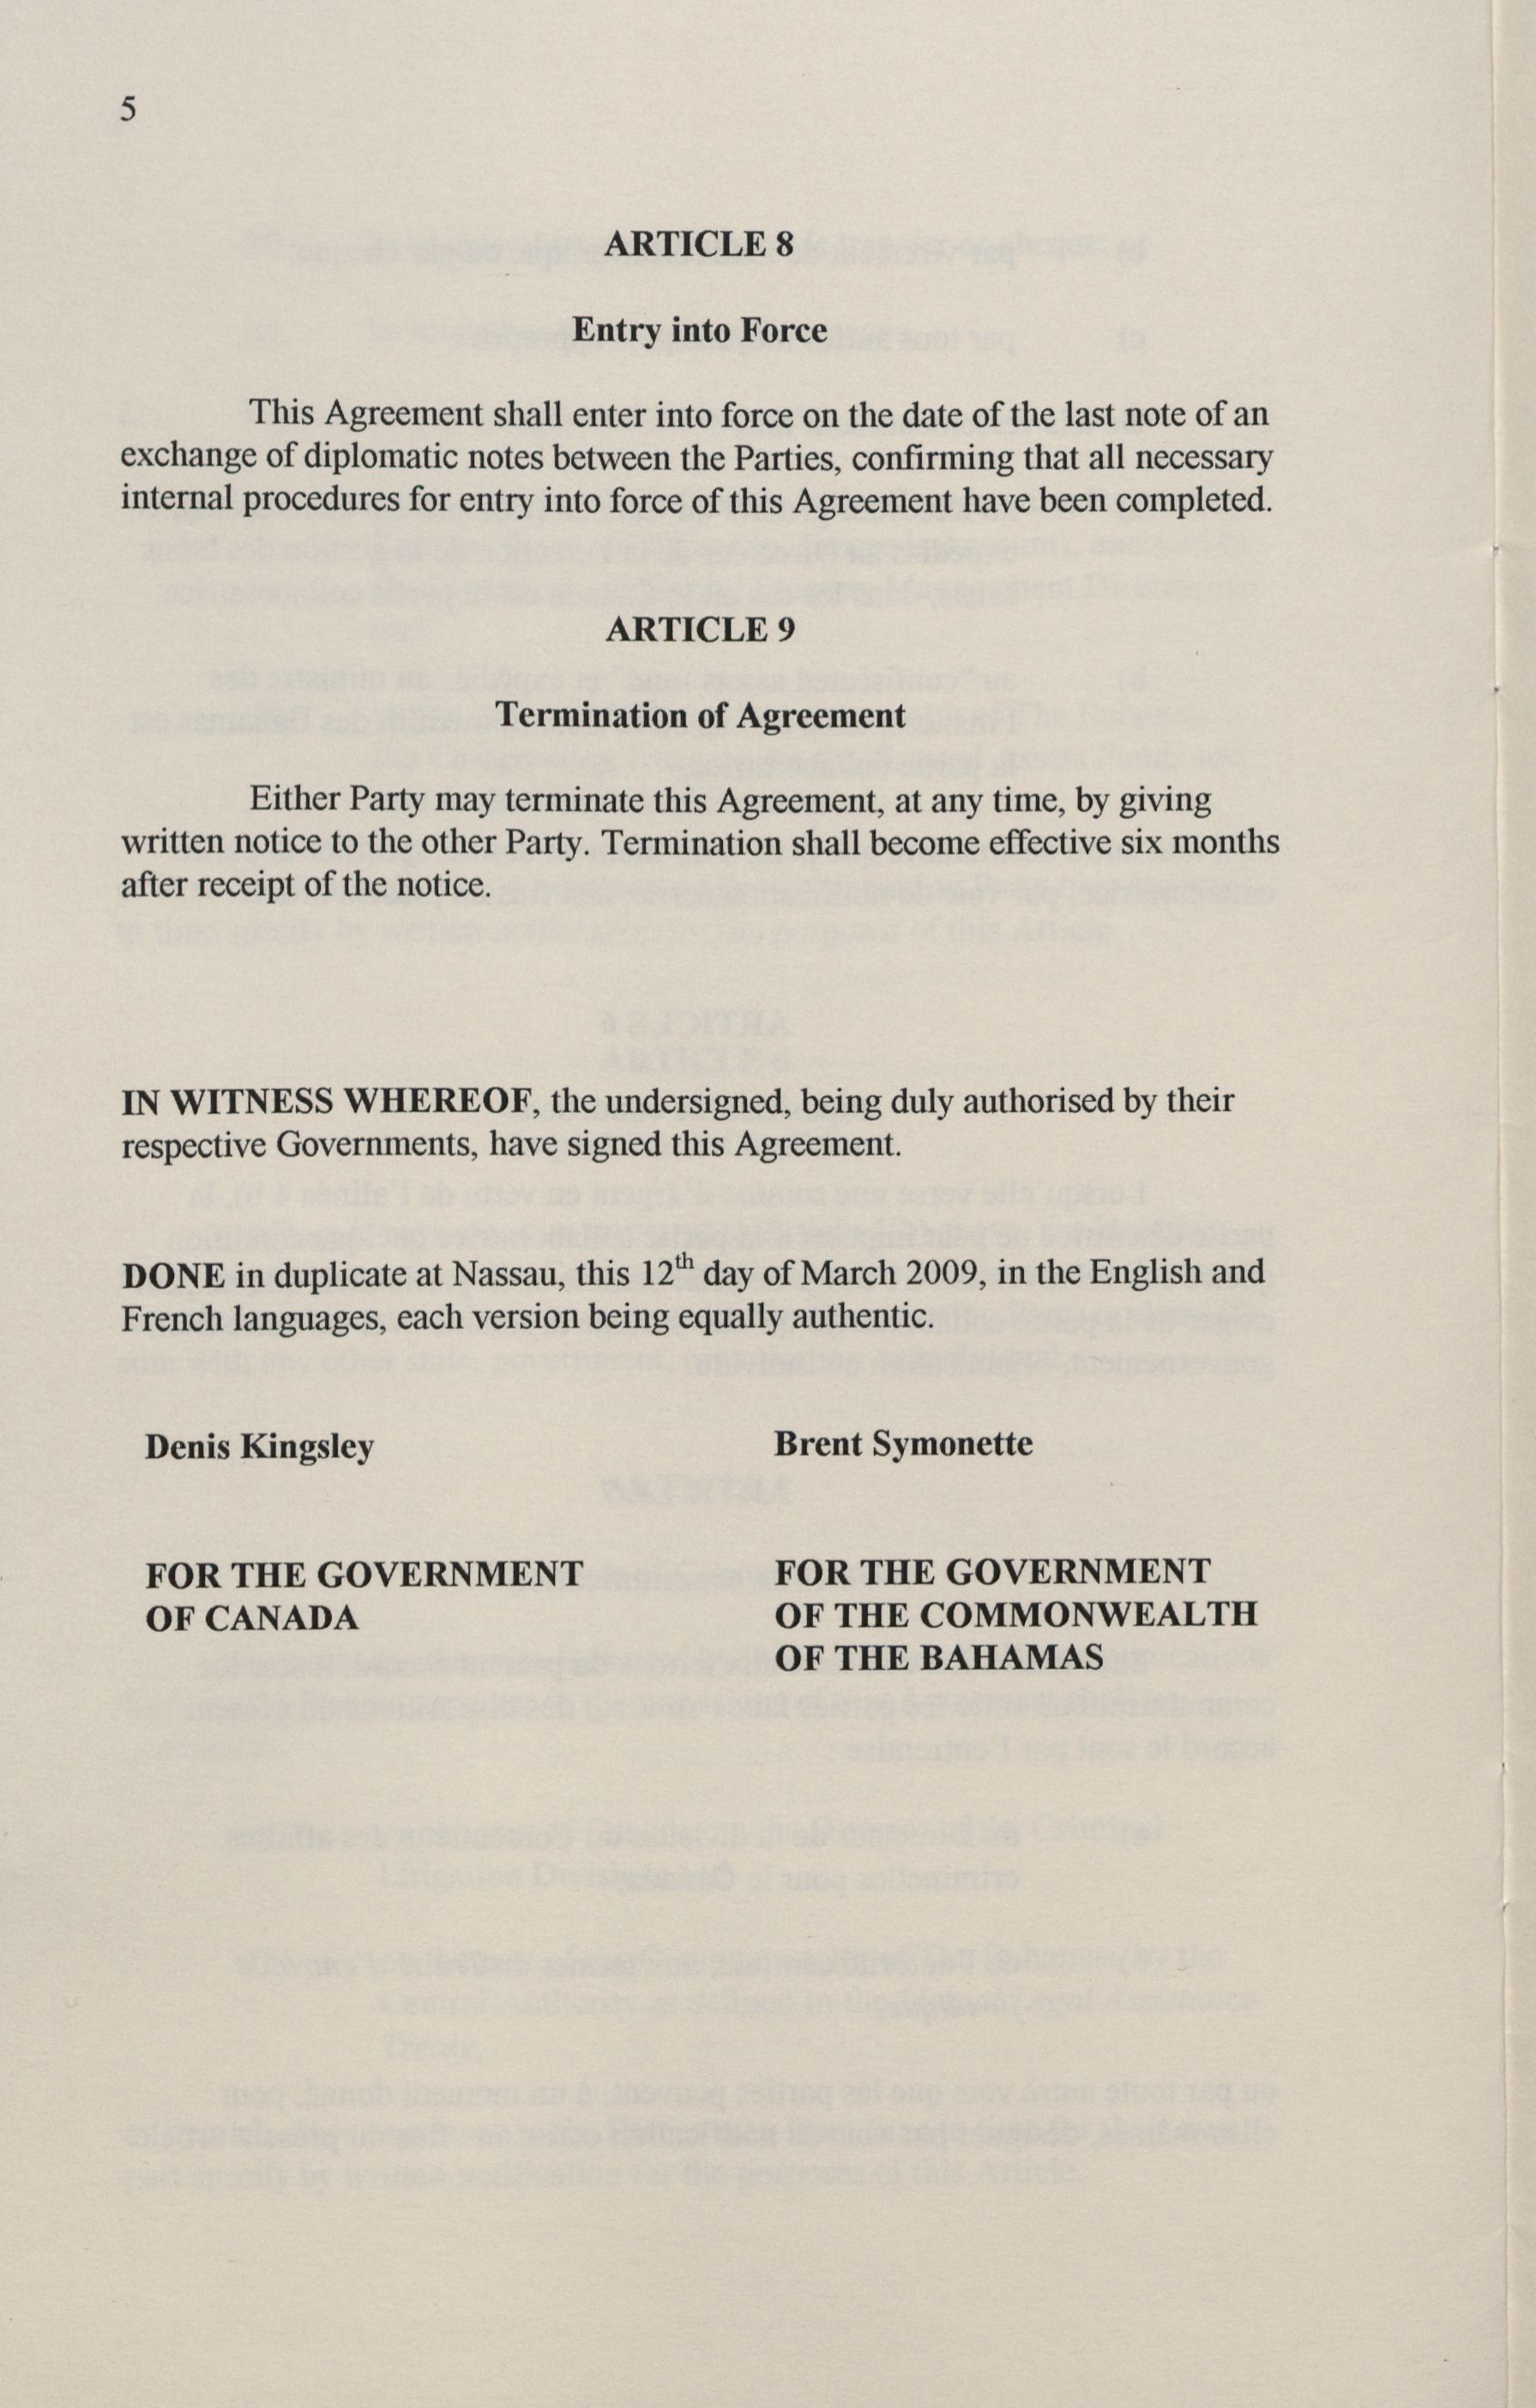 5
ARTICLE 8
Entry into Force
This Agreement shall enter into force on the date of the last note of an
exchange of diplomatic notes between the Parties, confirming that all necessary
internal procedures for entry into force of this Agreement have been completed.
ARTICLE 9
Termination of Agreement
Either Party may terminate this Agreement, at any time, by giving
written notice to the other Party. Termination shall become effective six months
after receipt of the notice.
IN WITNESS WHEREOF, the undersigned, being duly authorised by their
respective Governments, have signed this Agreement.
DONE in duplicate at Nassau, this 12th day of March 2009, in the English and
French languages, each version being equally authentic.
Denis Kingsley
Brent Symonette
FOR THE GOVERNMENT
OF CANADA
FOR THE GOVERNMENT
OF THE COMMONWEALTH
OF THE BAHAMAS